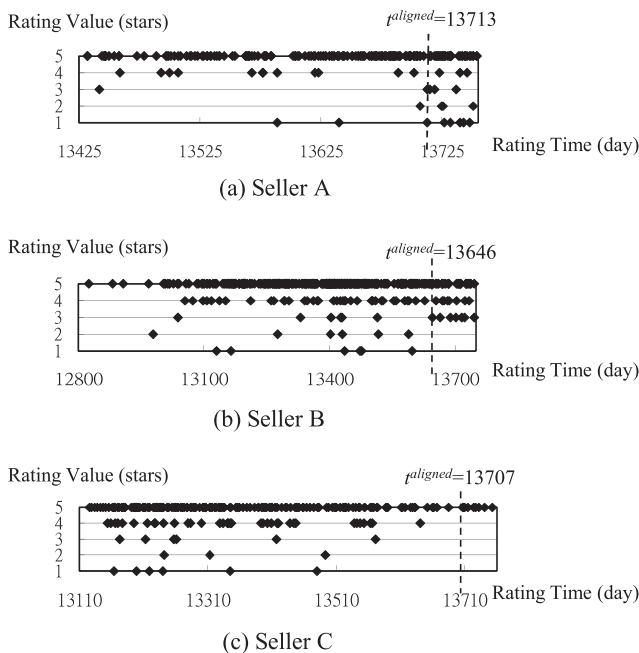 Rating Value (stars)
t^aligned=13713
5
4
3
2
1
13425 13525 13625 13725 Rating Time (day)
(a) Seller A
Rating Value (stars)
t^aligned=13646
5
4
3
2
1
12800 13100 13400 13700 Rating Time (day)
(b) Seller B
Rating Value (stars)
t^aligned=13707
5
4
3
2
1
13110 13310 13510 13710 Rating Time (day)
(c) Seller C